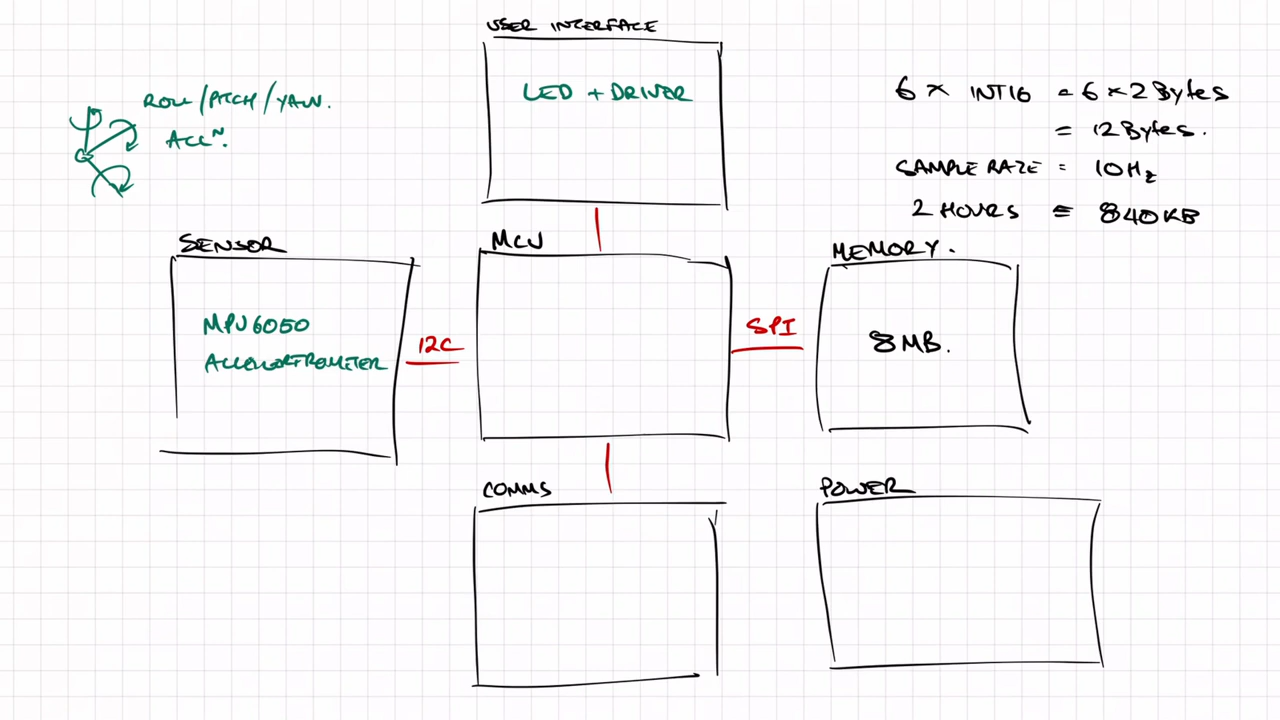 USER INTERFACE
LED + DRIVER
ROLL/PITCH/YAW.
ACCᴺ.
6 × INT16 = 6 × 2 Bytes
= 12 Bytes.
SAMPLE RATE = 10Hz
2 HOURS = 840KB
SENSOR
MPU6050
ACCELEROMETER
I2C
MCU
SPI
MEMORY.
8MB.
COMMS
POWER